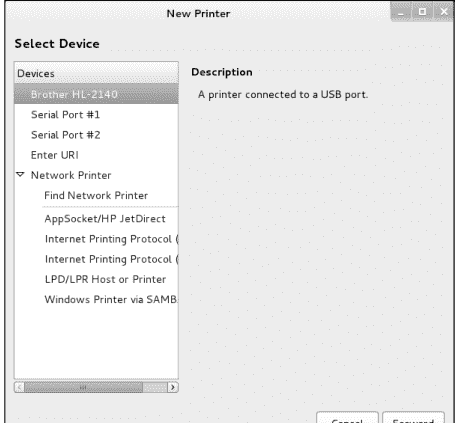 New Printer
Select Device
Devices
Brother HL-2140
Serial Port #1
Serial Port #2
Enter URI
Network Printer
Find Network Printer
AppSocket/HP JetDirect
Internet Printing Protocol (
Internet Printing Protocol (
LPD/LPR Host or Printer
Windows Printer via SAMB
Description
A printer connected to a USB port.
Cancel
Forward